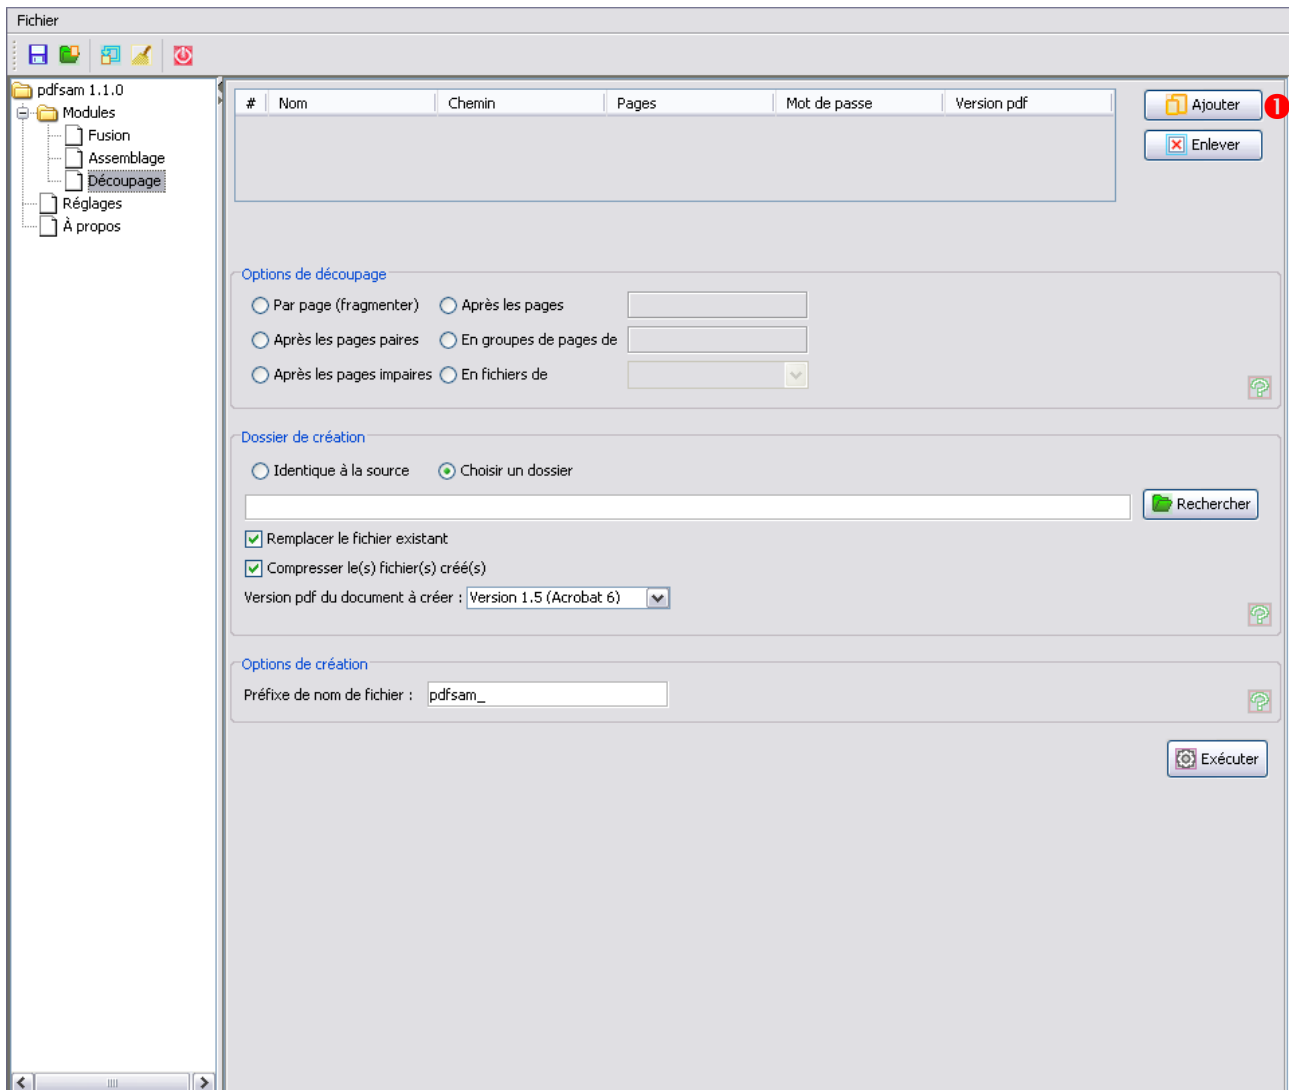 Fichier
pdfsam 1.1.0
Modules
Fusion
Assemblage
Découpage
Réglages
À propos
# Nom Chemin Pages Mot de passe Version pdf
Ajouter 1
Enlever
Options de découpage
Par page (fragmenter) Après les pages
Après les pages paires En groupes de pages de
Après les pages impaires En fichiers de
Dossier de création
Identique à la source Choisir un dossier
Rechercher
Remplacer le fichier existant
Compresser le(s) fichier(s) créé(s)
Version pdf du document à créer : Version 1.5 (Acrobat 6)
Options de création
Préfixe de nom de fichier : pdfsam_
Exécuter